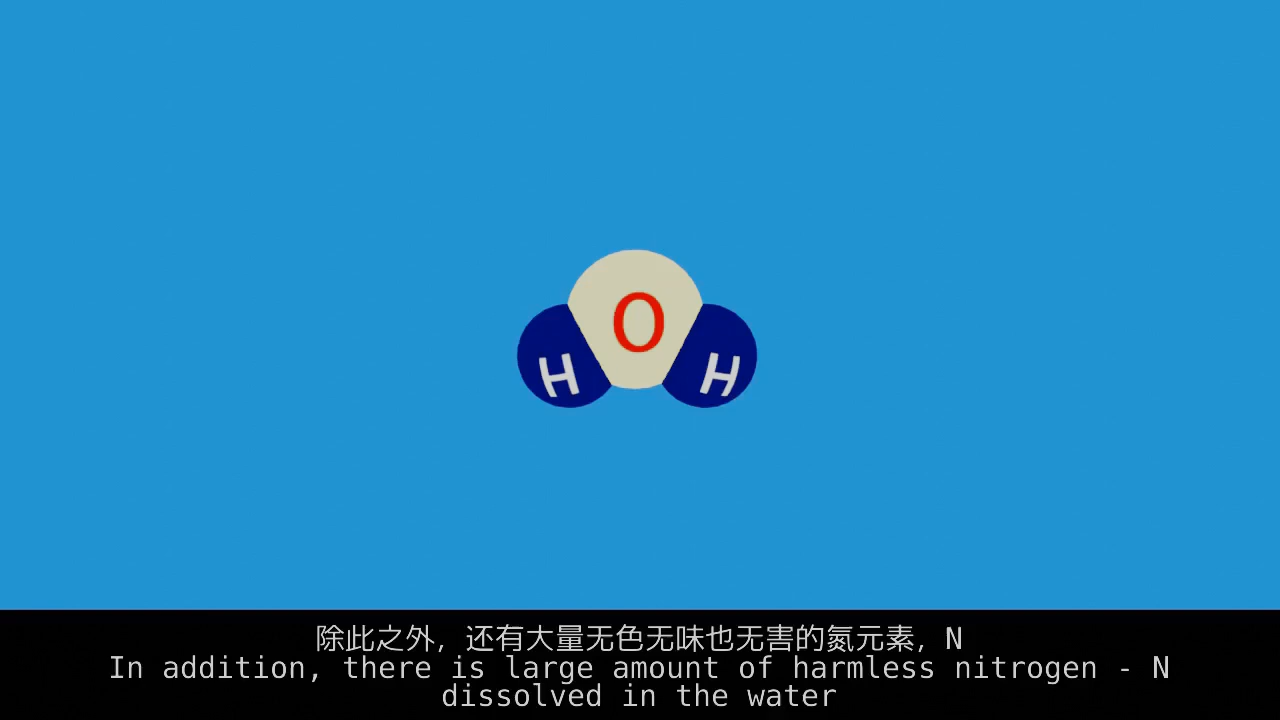 O
H H
除此之外，还有大量无色无味也无害的氮元素，N
In addition, there is large amount of harmless nitrogen - N
dissolved in the water